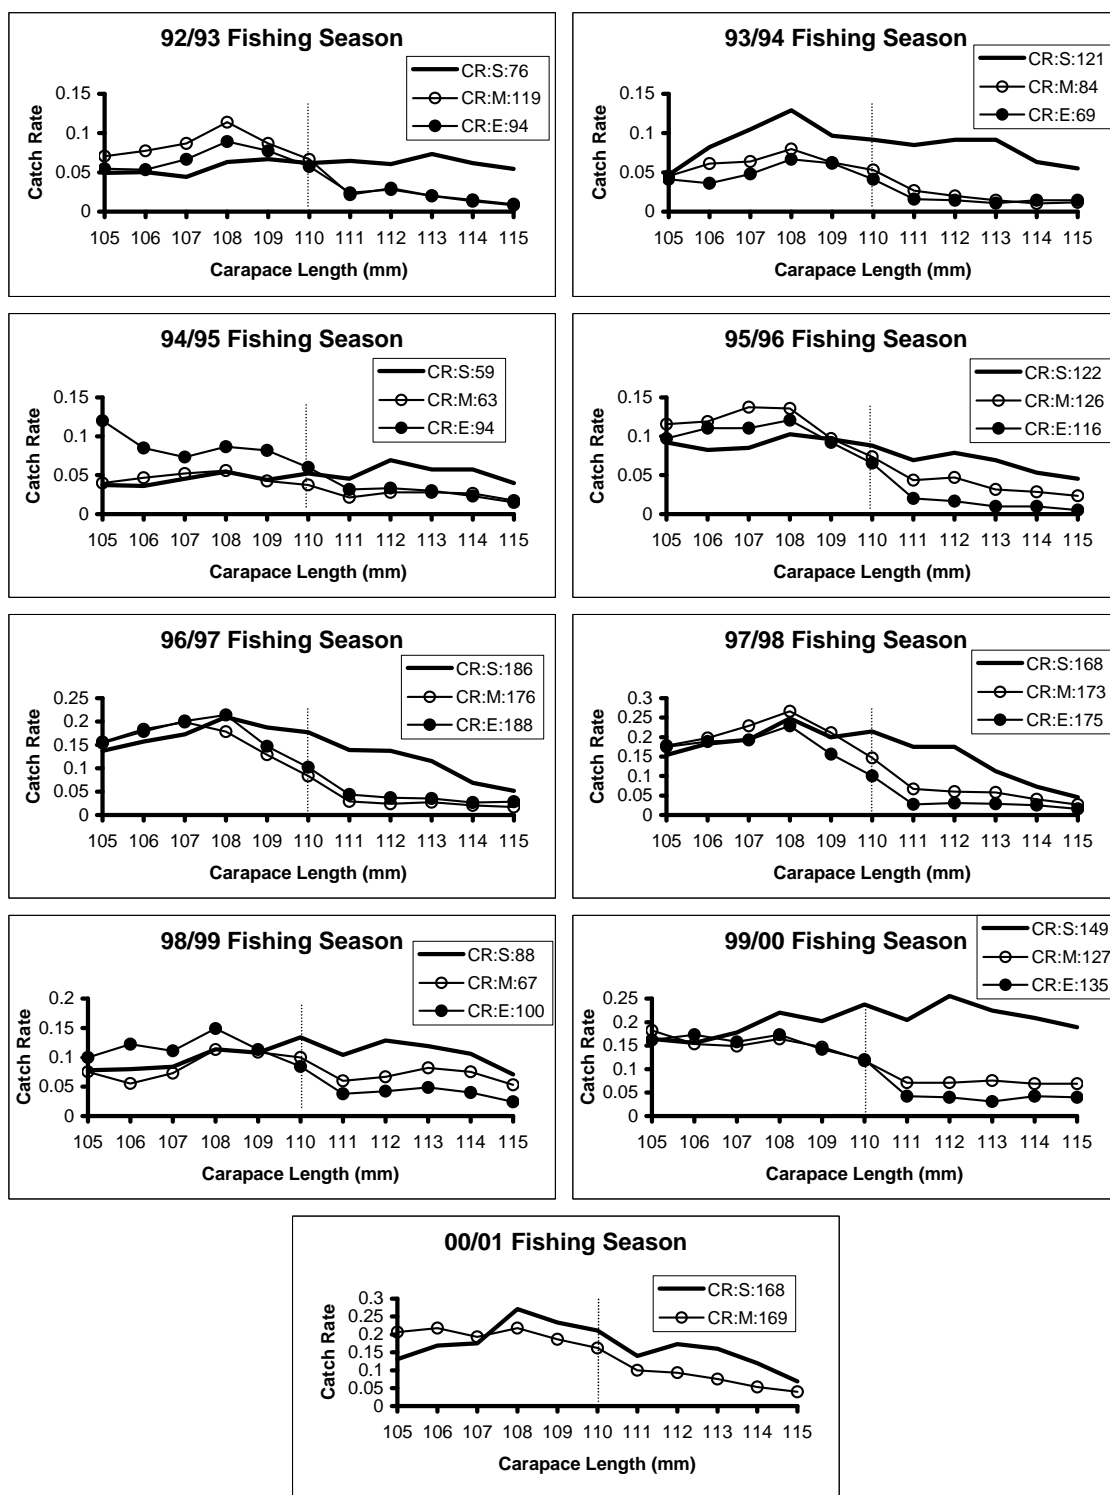 92/93 Fishing Season
CR:S:76
CR:M:119
CR:E:94
0.15
0.1
0.05
0
Catch Rate
105 106 107 108 109 110 111 112 113 114 115
Carapace Length (mm)
93/94 Fishing Season
CR:S:121
CR:M:84
CR:E:69
0.15
0.1
0.05
0
Catch Rate
105 106 107 108 109 110 111 112 113 114 115
Carapace Length (mm)
94/95 Fishing Season
CR:S:59
CR:M:63
CR:E:94
0.15
0.1
0.05
0
Catch Rate
105 106 107 108 109 110 111 112 113 114 115
Carapace Length (mm)
95/96 Fishing Season
CR:S:122
CR:M:126
CR:E:116
0.15
0.1
0.05
0
Catch Rate
105 106 107 108 109 110 111 112 113 114 115
Carapace Length (mm)
96/97 Fishing Season
CR:S:186
CR:M:176
CR:E:188
0.25
0.2
0.15
0.1
0.05
0
Catch Rate
105 106 107 108 109 110 111 112 113 114 115
Carapace Length (mm)
97/98 Fishing Season
CR:S:168
CR:M:173
CR:E:175
0.3
0.25
0.2
0.15
0.1
0.05
0
Catch Rate
105 106 107 108 109 110 111 112 113 114 115
Carapace Length (mm)
98/99 Fishing Season
CR:S:88
CR:M:67
CR:E:100
0.2
0.15
0.1
0.05
0
Catch Rate
105 106 107 108 109 110 111 112 113 114 115
Carapace Length (mm)
99/00 Fishing Season
CR:S:149
CR:M:127
CR:E:135
0.25
0.2
0.15
0.1
0.05
0
Catch Rate
105 106 107 108 109 110 111 112 113 114 115
Carapace Length (mm)
00/01 Fishing Season
CR:S:168
CR:M:169
0.3
0.25
0.2
0.15
0.1
0.05
0
Catch Rate
105 106 107 108 109 110 111 112 113 114 115
Carapace Length (mm)